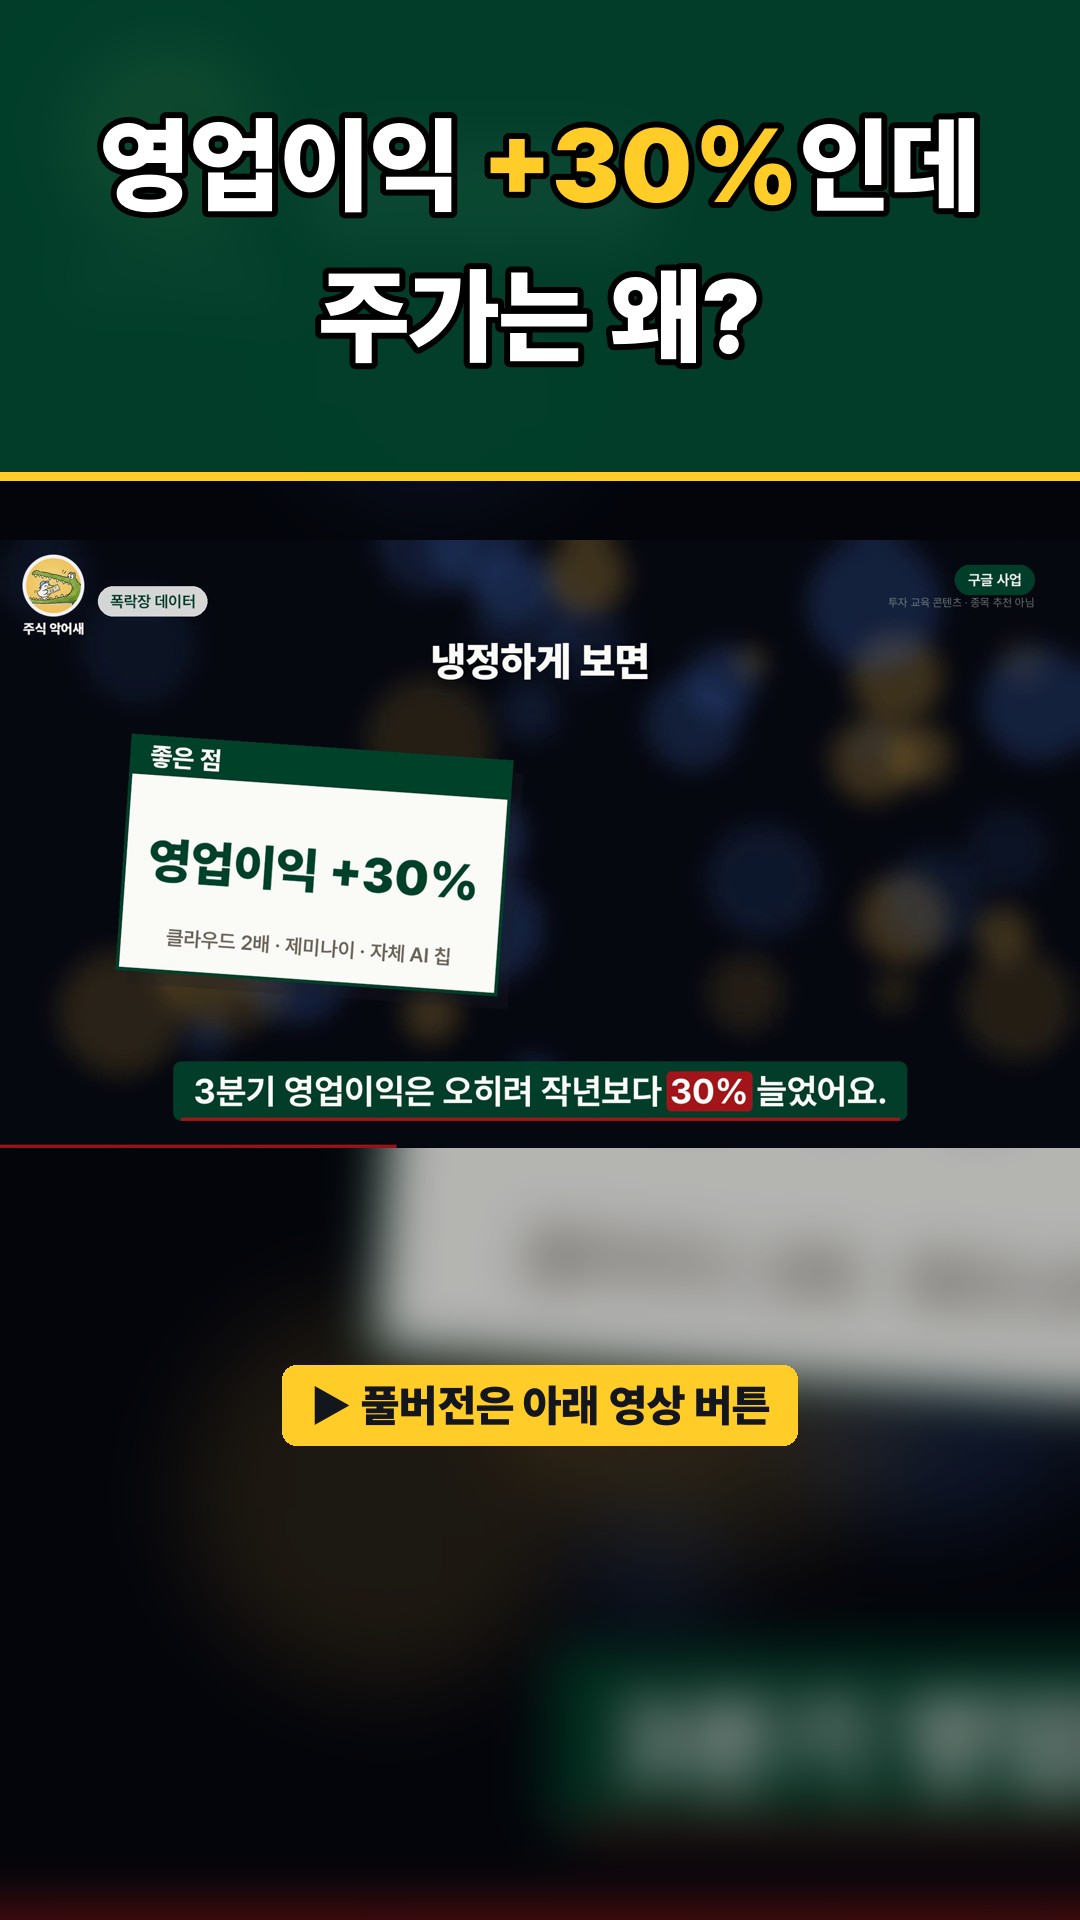 영업이익 +30%인데
주가는 왜?
주식 악어새
폭락장 데이터
구글 사업
투자 교육 콘텐츠 · 종목 추천 아님
냉정하게 보면
좋은 점
영업이익 +30%
클라우드 2배 · 제미나이 · 자체 AI 칩
3분기 영업이익은 오히려 작년보다 30% 늘었어요.
▶ 풀버전은 아래 영상 버튼